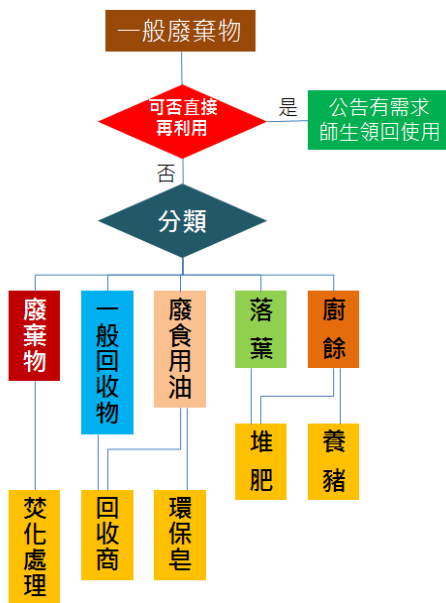 一般廢棄物
可否直接
再利用
是
公告有需求
師生領回使用
否
分類
廢棄物
一般回收物
廢食用油
落葉
廚餘
堆肥
養豬
焚化處理
回收商
環保皂